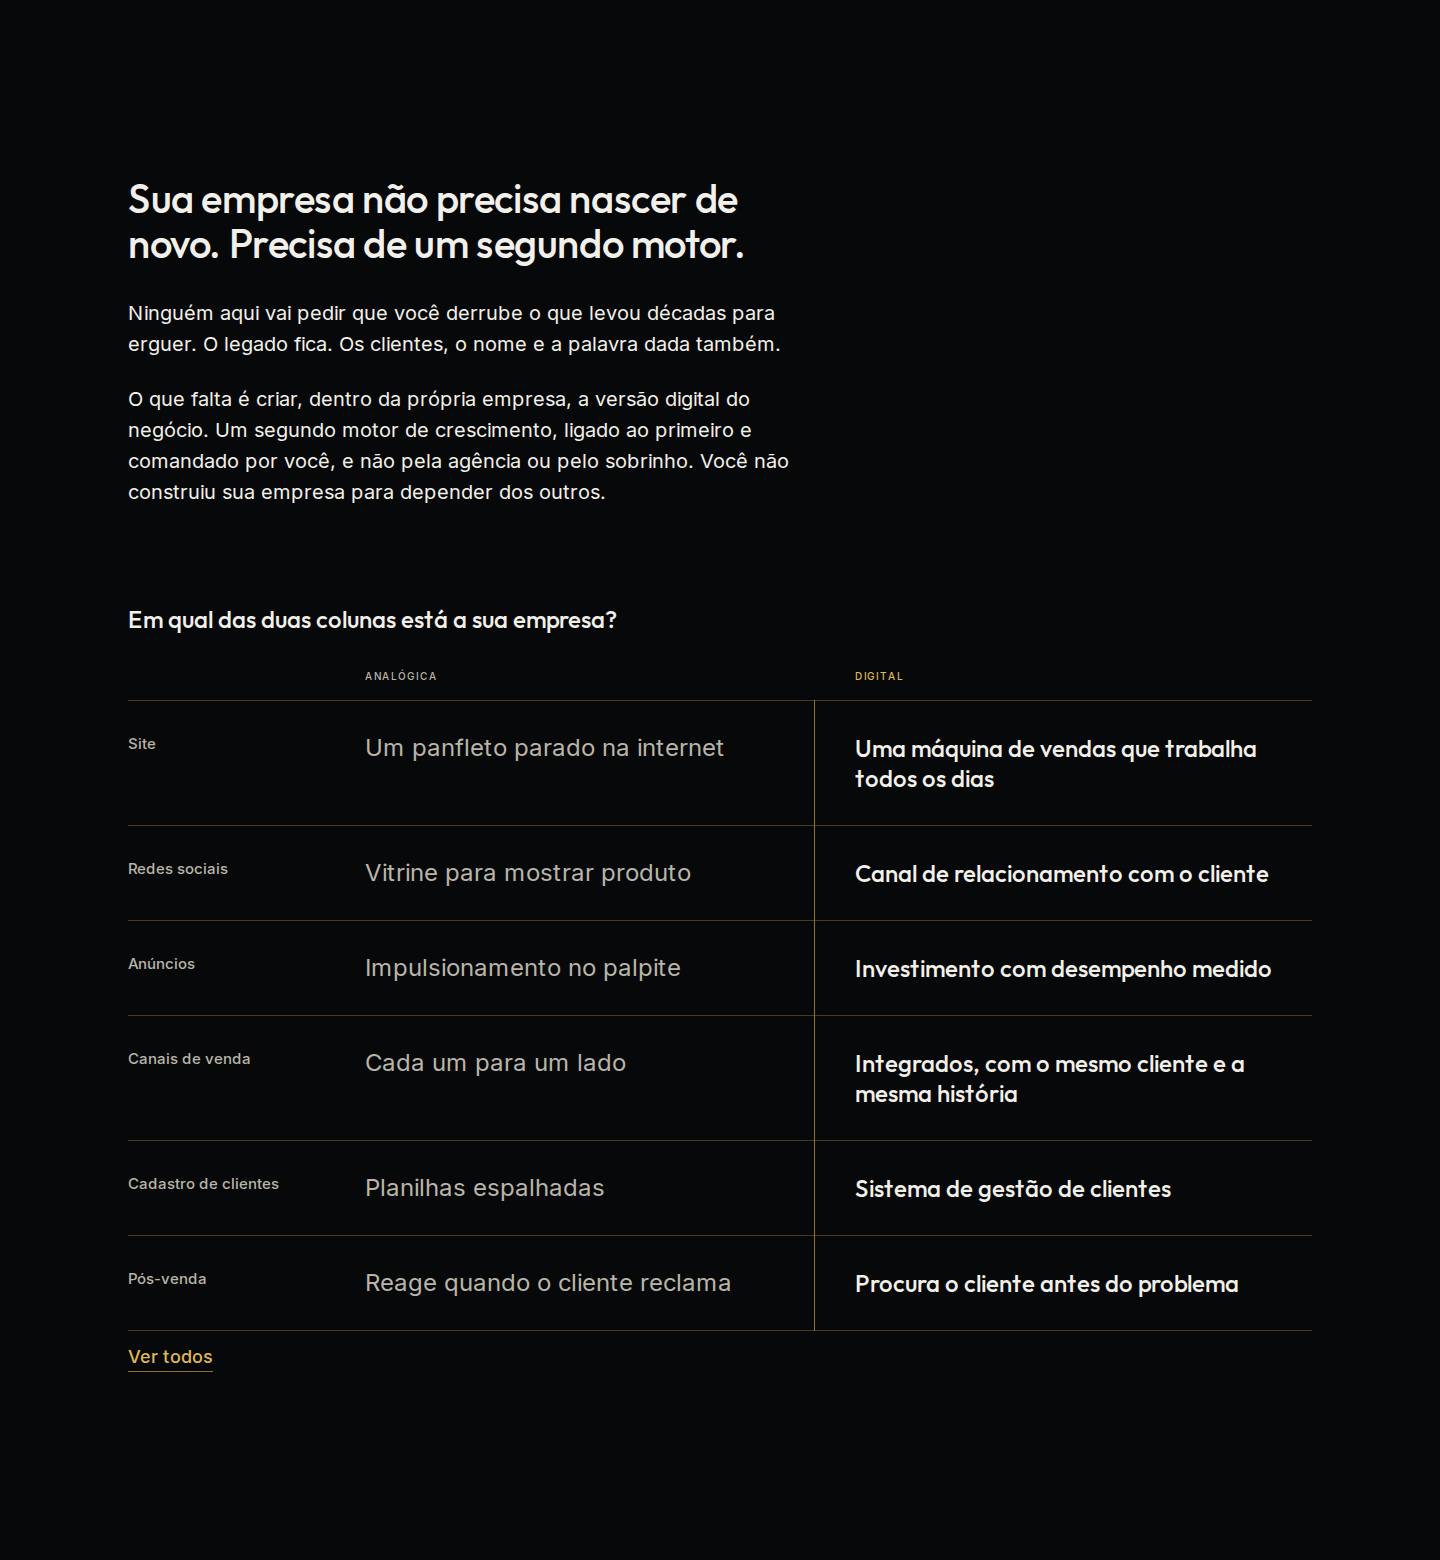 Sua empresa não precisa nascer de
novo. Precisa de um segundo motor.
Ninguém aqui vai pedir que você derrube o que levou décadas para
erguer. O legado fica. Os clientes, o nome e a palavra dada também.
O que falta é criar, dentro da própria empresa, a versão digital do
negócio. Um segundo motor de crescimento, ligado ao primeiro e
comandado por você, e não pela agência ou pelo sobrinho. Você não
construiu sua empresa para depender dos outros.
Em qual das duas colunas está a sua empresa?
ANALÓGICA
DIGITAL
Site
Um panfleto parado na internet
Uma máquina de vendas que trabalha
todos os dias
Redes sociais
Vitrine para mostrar produto
Canal de relacionamento com o cliente
Anúncios
Impulsionamento no palpite
Investimento com desempenho medido
Canais de venda
Cada um para um lado
Integrados, com o mesmo cliente e a
mesma história
Cadastro de clientes
Planilhas espalhadas
Sistema de gestão de clientes
Pós-venda
Reage quando o cliente reclama
Procura o cliente antes do problema
Ver todos